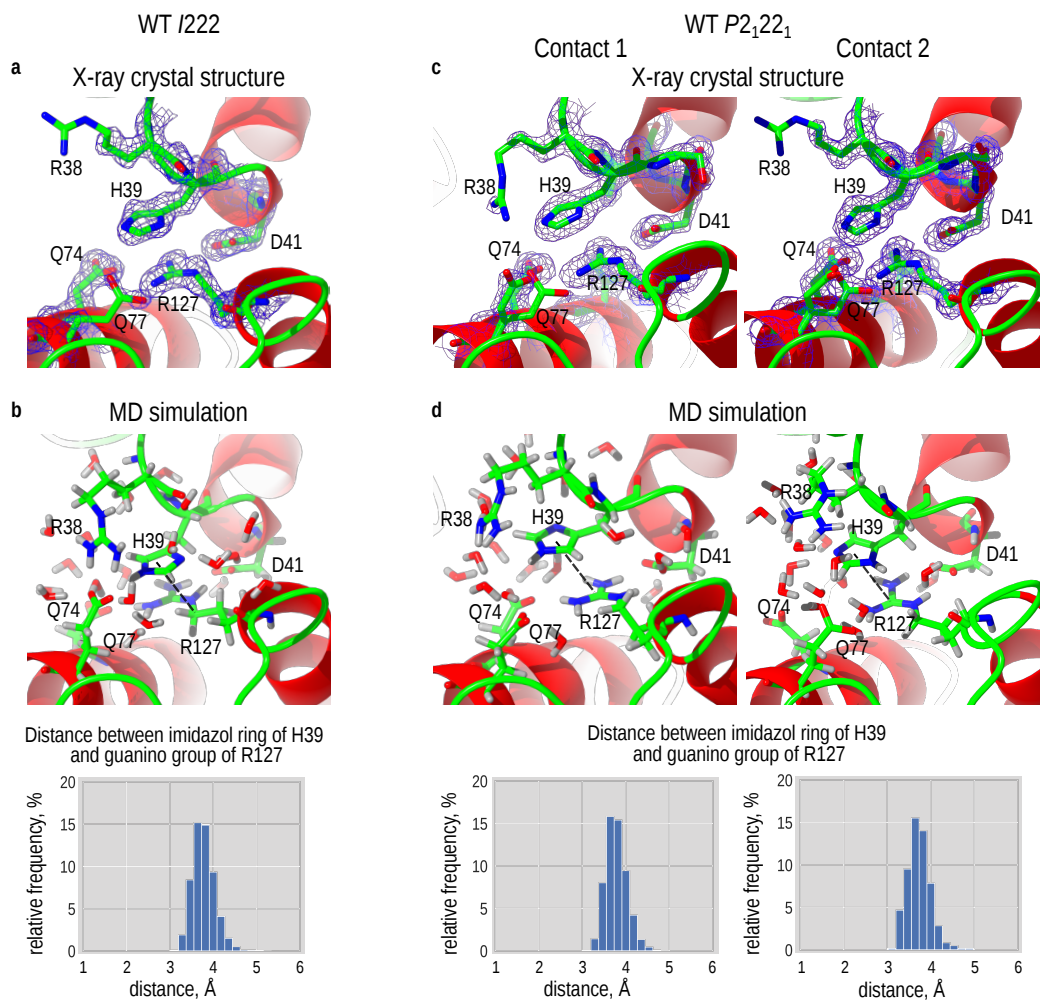 WT I222
WT P2₁22₁
Contact 1
Contact 2
a
X-ray crystal structure
c
X-ray crystal structure
R38
H39
D41
Q74
R127
Q77
R38
H39
D41
Q74
R127
Q77
R38
H39
D41
Q74
R127
Q77
b
MD simulation
d
MD simulation
R38
H39
D41
Q74
Q77
R127
R38
H39
D41
Q74
Q77
R127
R38
H39
D41
Q74
Q77
R127
Distance between imidazol ring of H39
and guanino group of R127
Distance between imidazol ring of H39
and guanino group of R127
relative frequency, %
20
15
10
5
0
1 2 3 4 5 6
distance, Å
relative frequency, %
20
15
10
5
0
1 2 3 4 5 6
distance, Å
relative frequency, %
20
15
10
5
0
1 2 3 4 5 6
distance, Å